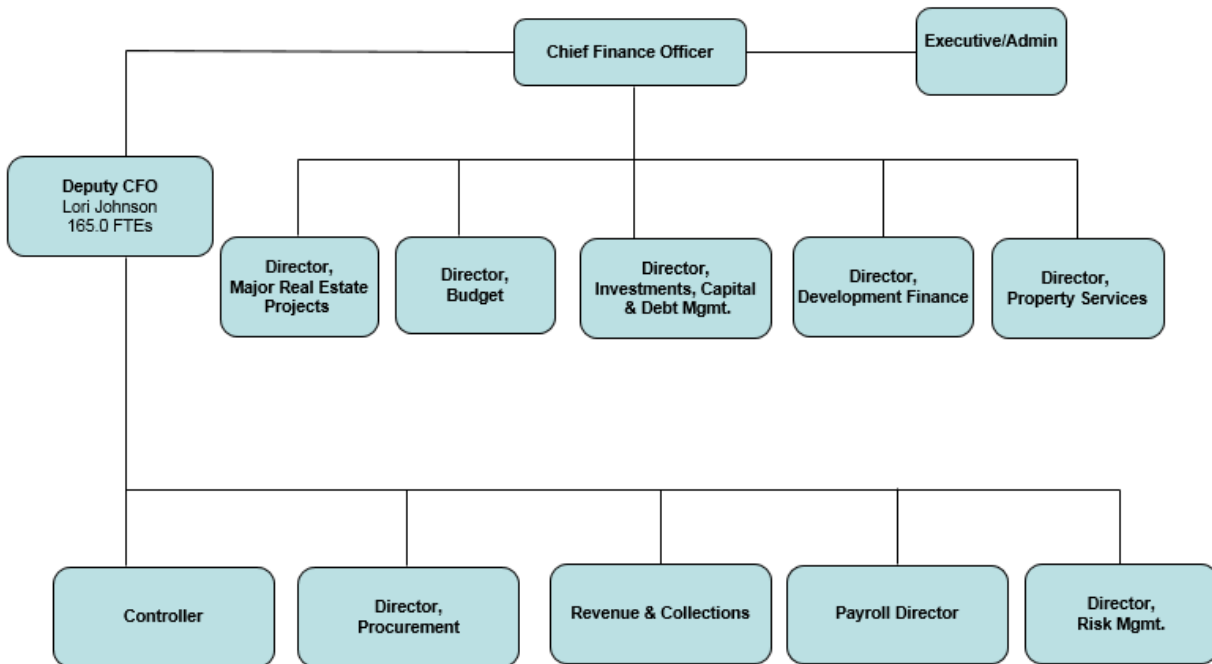 Chief Finance Officer
Executive/Admin
Deputy CFO
Lori Johnson
165.0 FTEs
Director,
Major Real Estate
Projects
Director,
Budget
Director,
Investments, Capital
& Debt Mgmt.
Director,
Development Finance
Director,
Property Services
Controller
Director,
Procurement
Revenue & Collections
Payroll Director
Director,
Risk Mgmt.